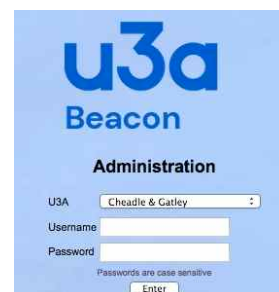 u3a
Beacon
Administration
U3A Cheadle & Gatley
Username
Password
Passwords are case sensitive
Enter